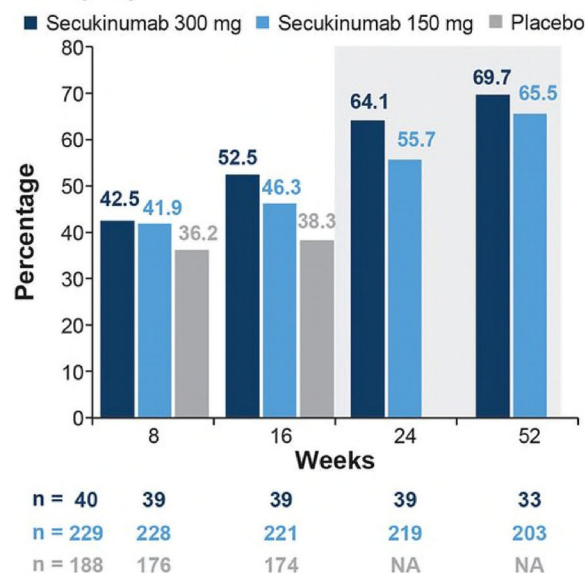 Secukinumab 300 mg Secukinumab 150 mg Placebo
80
70
60
50
40
30
20
10
0
Percentage
42.5 41.9 36.2
52.5 46.3 38.3
64.1 55.7
69.7 65.5
8 16 24 52
Weeks
n = 40 39 39 39 33
n = 229 228 221 219 203
n = 188 176 174 NA NA